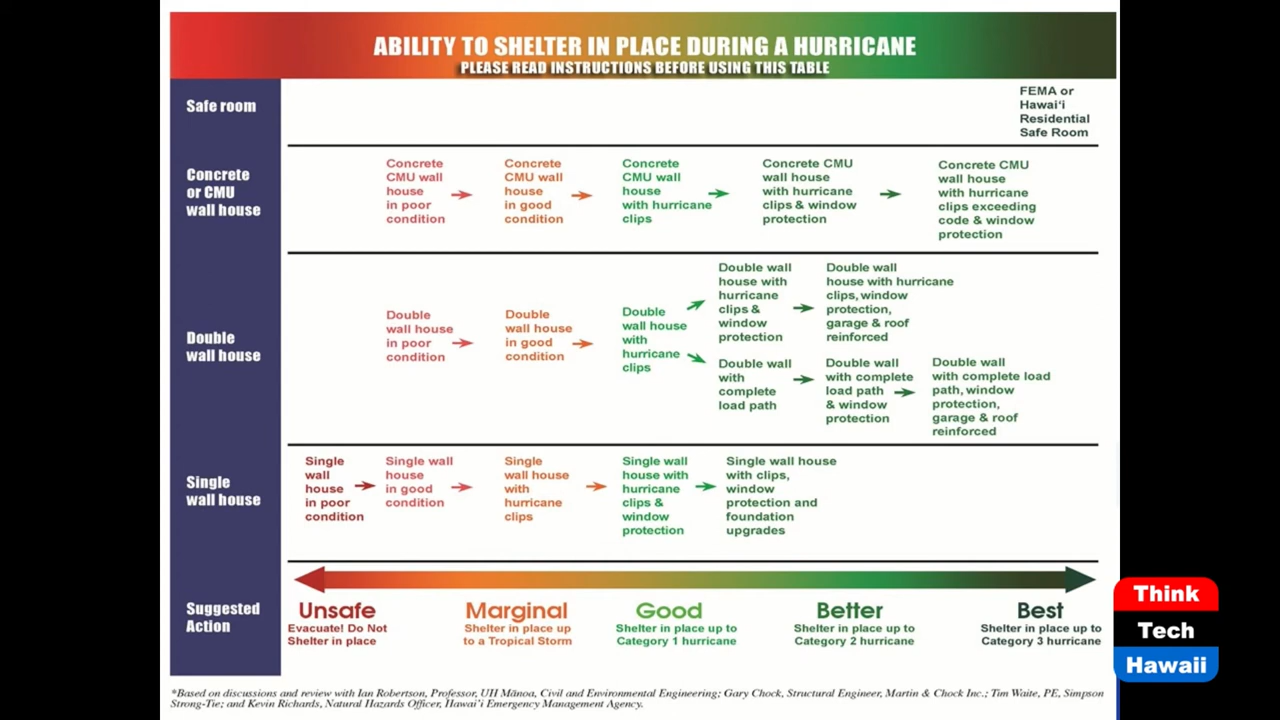 ABILITY TO SHELTER IN PLACE DURING A HURRICANE
PLEASE READ INSTRUCTIONS BEFORE USING THIS TABLE
Safe room
FEMA or
Hawai‘i
Residential
Safe Room
Concrete
or CMU
wall house
Concrete
CMU wall
house
in poor
condition
Concrete
CMU wall
house
in good
condition
Concrete
CMU wall
house
with hurricane
clips
Concrete CMU
wall house
with hurricane
clips & window
protection
Concrete CMU
wall house
with hurricane
clips exceeding
code & window
protection
Double
wall house
Double
wall house
in poor
condition
Double
wall house
in good
condition
Double
wall house
with
hurricane
clips
Double wall
house with
hurricane
clips &
window
protection
Double wall
house with hurricane
clips, window
protection,
garage & roof
reinforced
Double wall
with
complete
load path
Double wall
with complete
load path
& window
protection
Double wall
with complete load
path, window
protection,
garage & roof
reinforced
Single
wall house
Single
wall
house
in poor
condition
Single wall
house
in good
condition
Single
wall house
with
hurricane
clips
Single wall
house with
hurricane
clips &
window
protection
Single wall house
with clips,
window
protection and
foundation
upgrades
Suggested
Action
Unsafe
Evacuate! Do Not
Shelter in place
Marginal
Shelter in place up
to a Tropical Storm
Good
Shelter in place up to
Category 1 hurricane
Better
Shelter in place up to
Category 2 hurricane
Best
Shelter in place up to
Category 3 hurricane
Think
Tech
Hawaii
*Based on discussions and review with Ian Robertson, Professor, UH Mānoa, Civil and Environmental Engineering; Gary Chock, Structural Engineer, Martin & Chock Inc.; Tim Waite, PE, Simpson
Strong-Tie; and Kevin Richards, Natural Hazards Officer, Hawai‘i Emergency Management Agency.